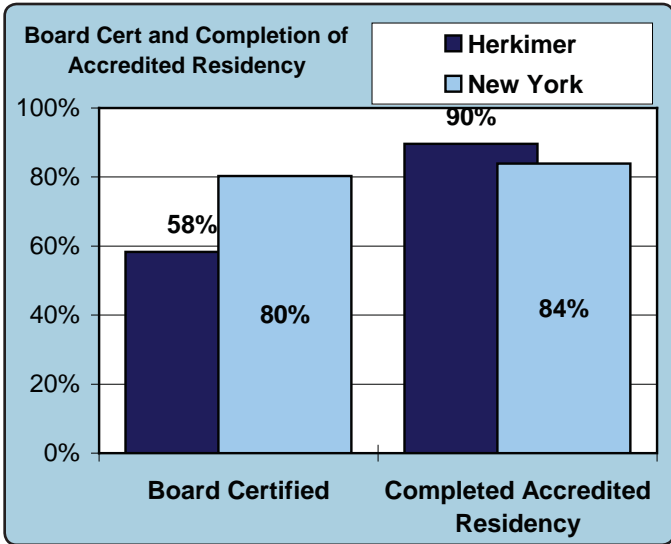 Board Cert and Completion of
Accredited Residency
Herkimer
New York
100%
80%
60%
40%
20%
0%
58%
80%
90%
84%
Board Certified
Completed Accredited
Residency